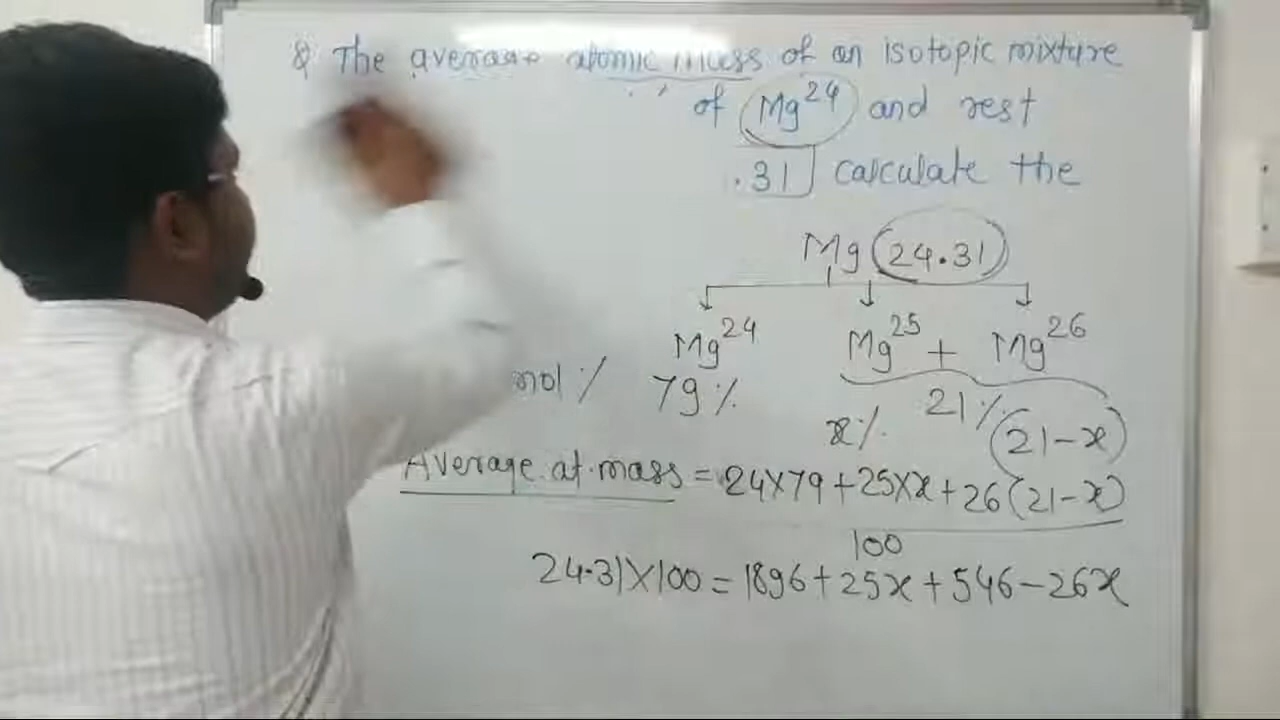 Q The average atomic mass of an isotopic mixture
of Mg²⁴ and rest
.31 calculate the
Mg (24.31)
Mg²⁴ Mg²⁵ + Mg²⁶
mol % 79% 21%
x% (21-x)
Average at. mass = 24×79+25×x+26(21-x)
100
24.31×100 = 1896+25x+546-26x